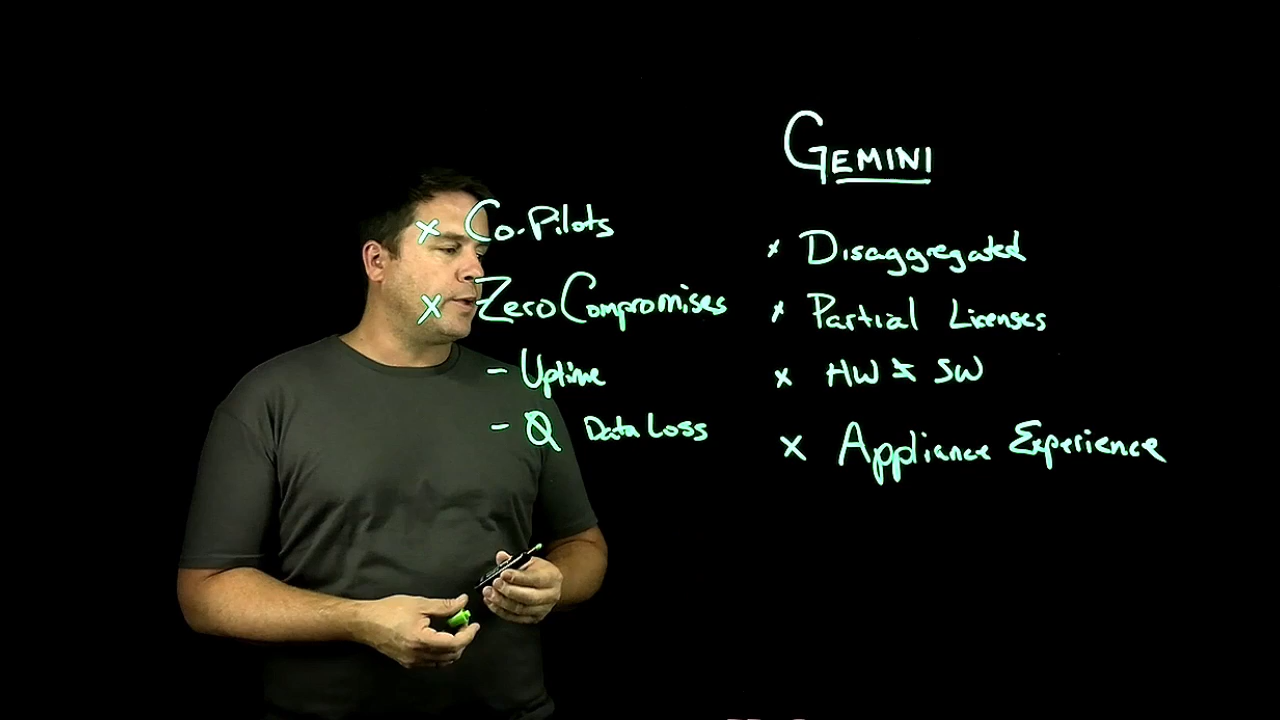 GEMINI
x Co-Pilots
x Zero Compromises
- Uptime
- Ø Data Loss
x Disaggregated
x Partial Licenses
x HW & SW
x Appliance Experience